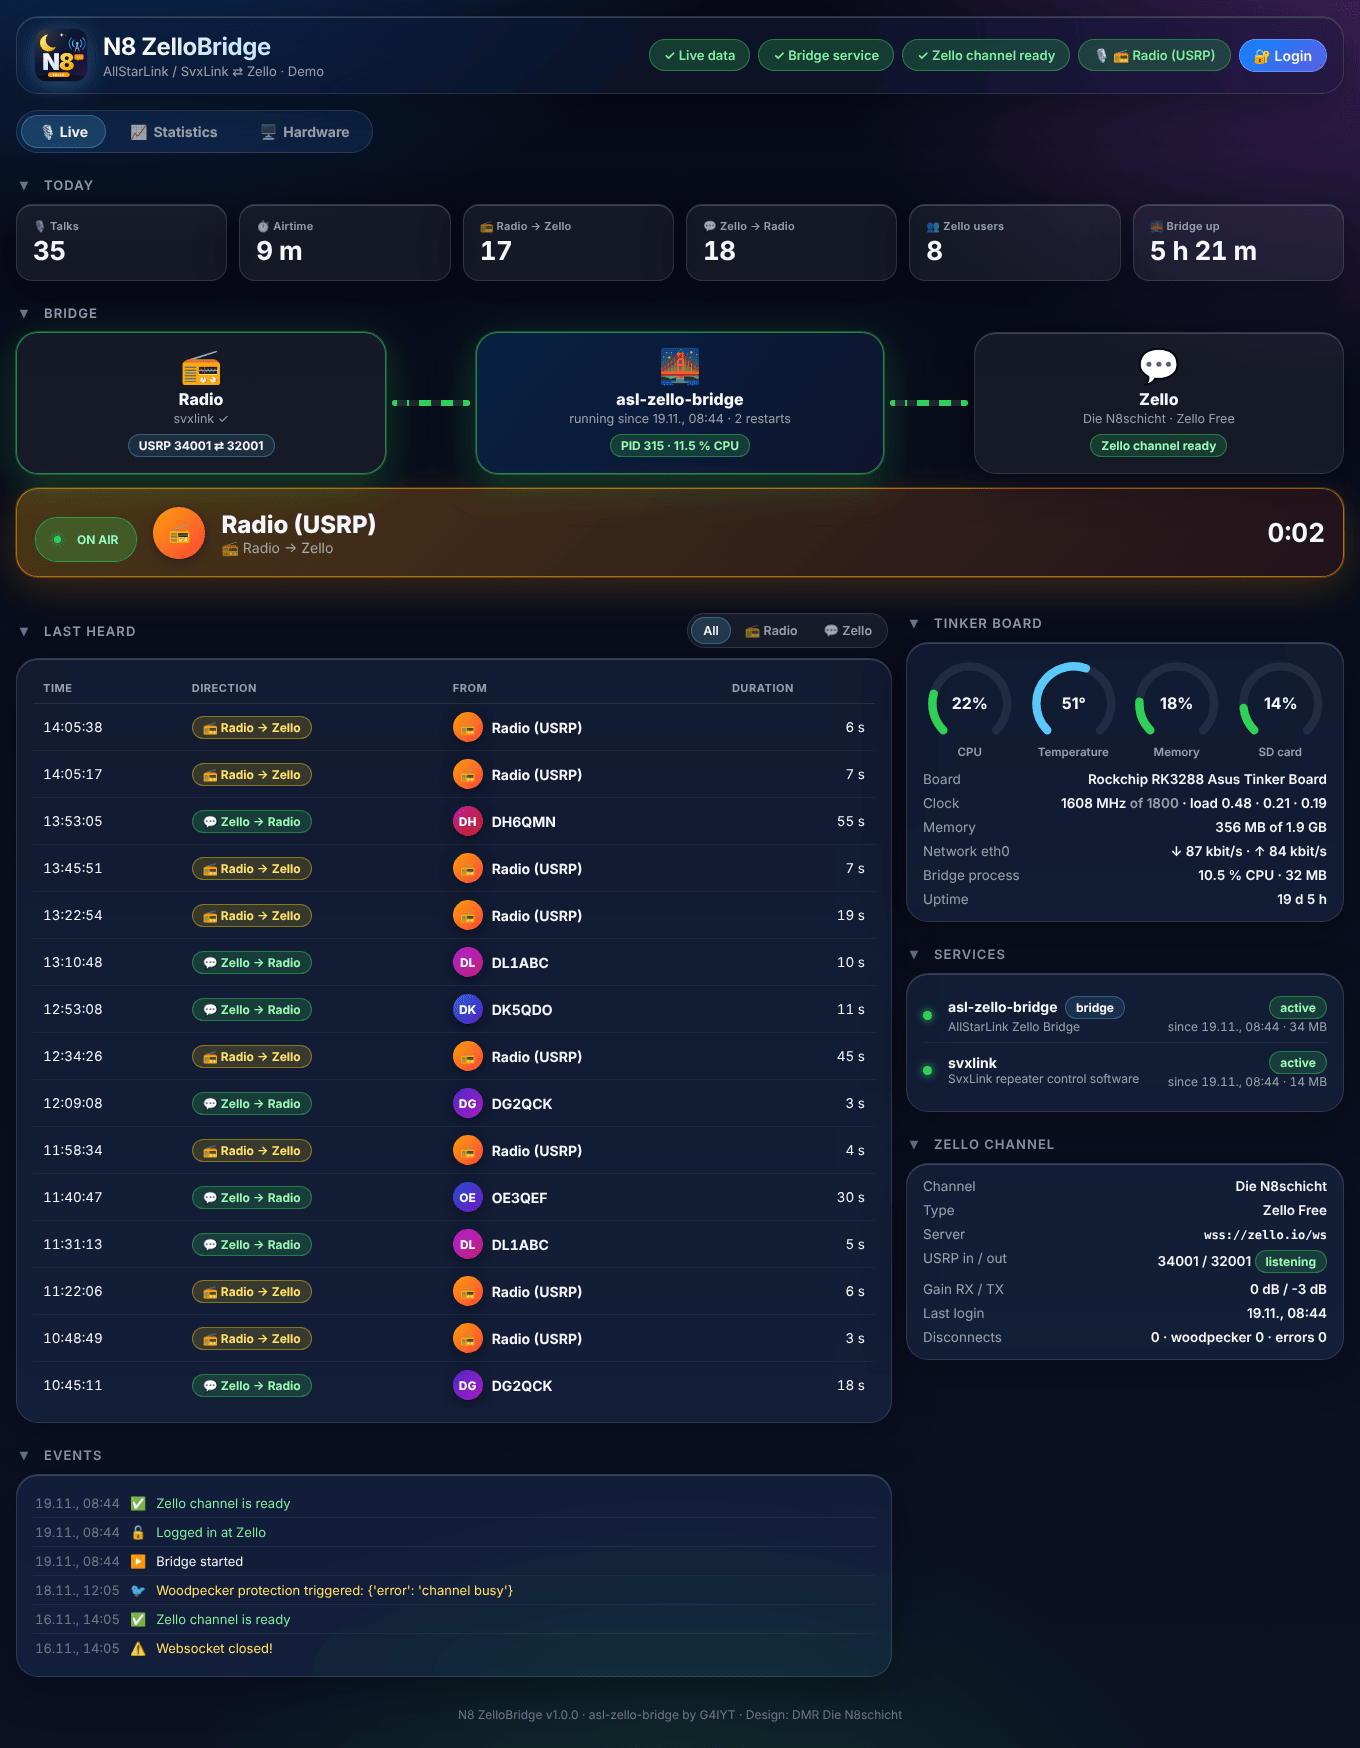 N8 ZelloBridge
AllStarLink / SvxLink ⇄ Zello · Demo
✓ Live data
✓ Bridge service
✓ Zello channel ready
🎙️ 📻 Radio (USRP)
🔐 Login
🎙️ Live
📈 Statistics
🖥️ Hardware
▼ TODAY
🎙️ Talks
35
⏱️ Airtime
9 m
📻 Radio → Zello
17
💬 Zello → Radio
18
👥 Zello users
8
🌉 Bridge up
5 h 21 m
▼ BRIDGE
Radio
svxlink ✓
USRP 34001 ⇄ 32001
asl-zello-bridge
running since 19.11., 08:44 · 2 restarts
PID 315 · 11.5 % CPU
Zello
Die N8schicht · Zello Free
Zello channel ready
ON AIR
Radio (USRP)
📻 Radio → Zello
0:02
▼ LAST HEARD
All
📻 Radio
💬 Zello
TIME DIRECTION FROM DURATION
14:05:38 📻 Radio → Zello Radio (USRP) 6 s
14:05:17 📻 Radio → Zello Radio (USRP) 7 s
13:53:05 💬 Zello → Radio DH DH6QMN 55 s
13:45:51 📻 Radio → Zello Radio (USRP) 7 s
13:22:54 📻 Radio → Zello Radio (USRP) 19 s
13:10:48 💬 Zello → Radio DL DL1ABC 10 s
12:53:08 💬 Zello → Radio DK DK5QDO 11 s
12:34:26 📻 Radio → Zello Radio (USRP) 45 s
12:09:08 💬 Zello → Radio DG DG2QCK 3 s
11:58:34 📻 Radio → Zello Radio (USRP) 4 s
11:40:47 💬 Zello → Radio OE OE3QEF 30 s
11:31:13 💬 Zello → Radio DL DL1ABC 5 s
11:22:06 📻 Radio → Zello Radio (USRP) 6 s
10:48:49 📻 Radio → Zello Radio (USRP) 3 s
10:45:11 💬 Zello → Radio DG DG2QCK 18 s
▼ EVENTS
19.11., 08:44 ✅ Zello channel is ready
19.11., 08:44 🔓 Logged in at Zello
19.11., 08:44 ▶️ Bridge started
18.11., 12:05 🐦 Woodpecker protection triggered: {'error': 'channel busy'}
16.11., 14:05 ✅ Zello channel is ready
16.11., 14:05 ⚠️ Websocket closed!
▼ TINKER BOARD
22% 51° 18% 14%
CPU Temperature Memory SD card
Board Rockchip RK3288 Asus Tinker Board
Clock 1608 MHz of 1800 · load 0.48 · 0.21 · 0.19
Memory 356 MB of 1.9 GB
Network eth0 ↓ 87 kbit/s · ↑ 84 kbit/s
Bridge process 10.5 % CPU · 32 MB
Uptime 19 d 5 h
▼ SERVICES
asl-zello-bridge bridge active
AllStarLink Zello Bridge since 19.11., 08:44 · 34 MB
svxlink active
SvxLink repeater control software since 19.11., 08:44 · 14 MB
▼ ZELLO CHANNEL
Channel Die N8schicht
Type Zello Free
Server wss://zello.io/ws
USRP in / out 34001 / 32001 listening
Gain RX / TX 0 dB / -3 dB
Last login 19.11., 08:44
Disconnects 0 · woodpecker 0 · errors 0
N8 ZelloBridge v1.0.0 · asl-zello-bridge by G4IYT · Design: DMR Die N8schicht